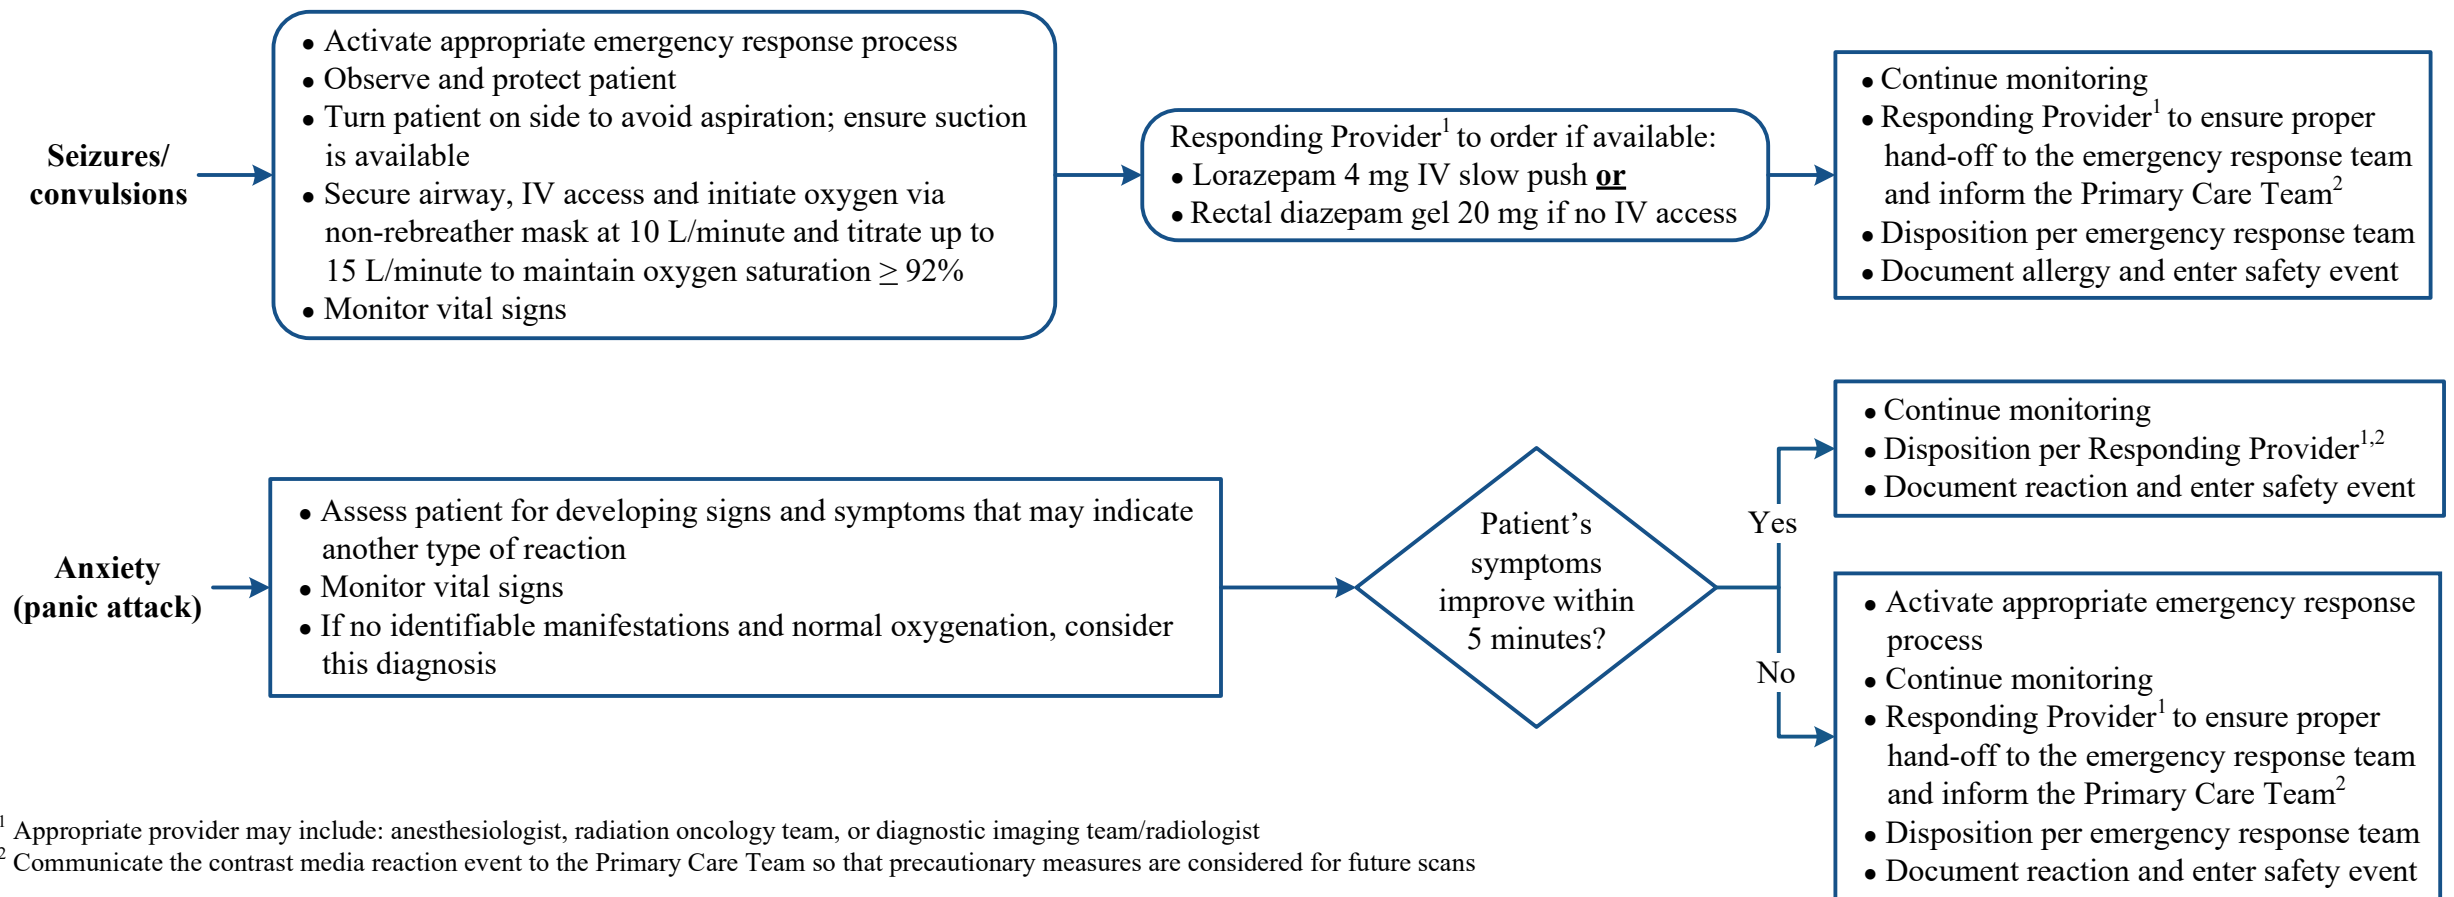 Seizures/
convulsions
• Activate appropriate emergency response process
• Observe and protect patient
• Turn patient on side to avoid aspiration; ensure suction
is available
• Secure airway, IV access and initiate oxygen via
non-rebreather mask at 10 L/minute and titrate up to
15 L/minute to maintain oxygen saturation ≥ 92%
• Monitor vital signs
Responding Provider¹ to order if available:
• Lorazepam 4 mg IV slow push or
• Rectal diazepam gel 20 mg if no IV access
• Continue monitoring
• Responding Provider¹ to ensure proper
hand-off to the emergency response team
and inform the Primary Care Team²
• Disposition per emergency response team
• Document allergy and enter safety event
Anxiety
(panic attack)
• Assess patient for developing signs and symptoms that may indicate
another type of reaction
• Monitor vital signs
• If no identifiable manifestations and normal oxygenation, consider
this diagnosis
Patient’s
symptoms
improve within
5 minutes?
Yes
• Continue monitoring
• Disposition per Responding Provider¹,²
• Document reaction and enter safety event
No
• Activate appropriate emergency response
process
• Continue monitoring
• Responding Provider¹ to ensure proper
hand-off to the emergency response team
and inform the Primary Care Team²
• Disposition per emergency response team
• Document reaction and enter safety event
¹ Appropriate provider may include: anesthesiologist, radiation oncology team, or diagnostic imaging team/radiologist
² Communicate the contrast media reaction event to the Primary Care Team so that precautionary measures are considered for future scans